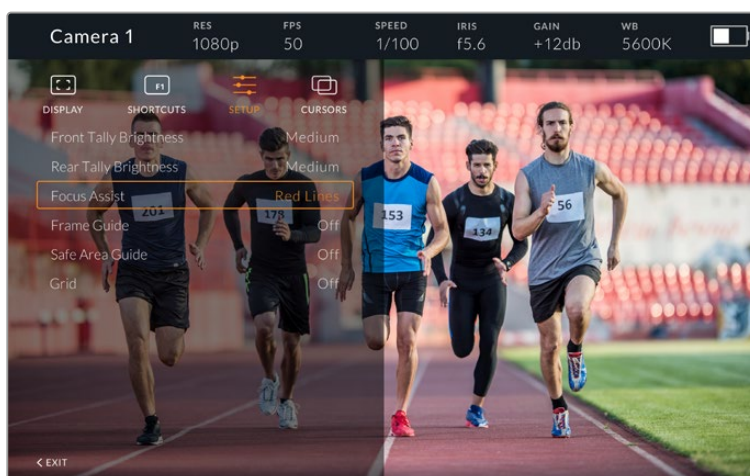 Camera 1
RES FPS SPEED IRIS GAIN WB
1080p 50 1/100 f5.6 +12db 5600K
F1
DISPLAY SHORTCUTS SETUP CURSORS
Front Tally Brightness Medium
Rear Tally Brightness Medium
Focus Assist Red Lines
Frame Guide Off
Safe Area Guide Off
Grid Off
201
178
153
134
56
< EXIT